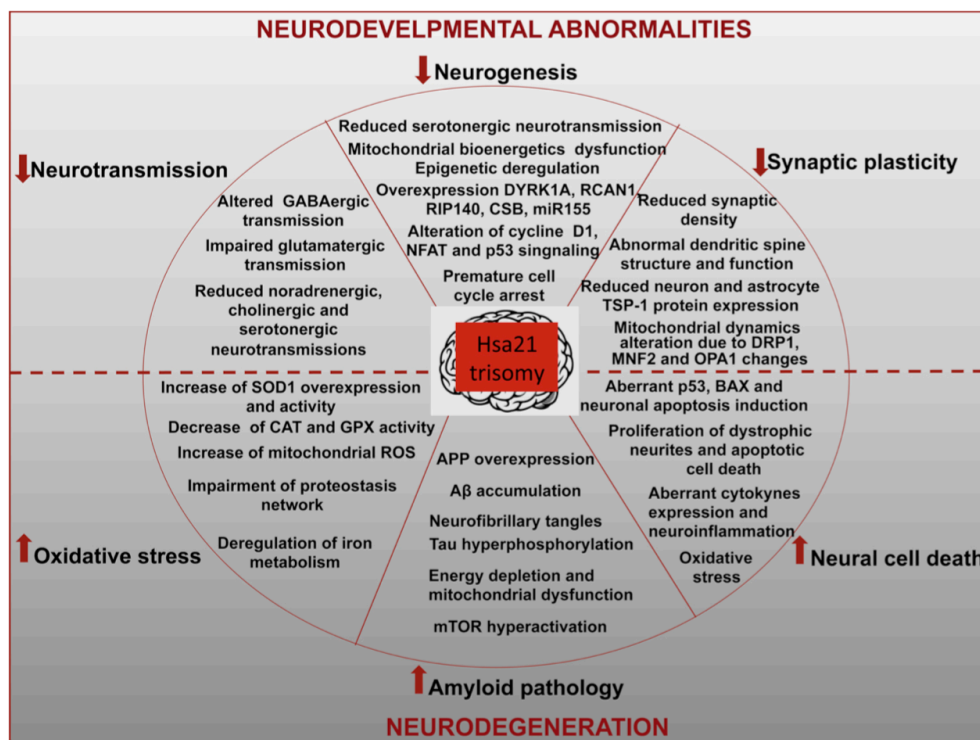 NEURODEVELPMENTAL ABNORMALITIES
Neurogenesis
Reduced serotonergic neurotransmission
Mitochondrial bioenergetics dysfunction
Epigenetic deregulation
Overexpression DYRK1A, RCAN1,
RIP140, CSB, miR155
Alteration of cycline D1,
NFAT and p53 singnaling
Premature cell
cycle arrest
Neurotransmission
Altered GABAergic
transmission
Impaired glutamatergic
transmission
Reduced noradrenergic,
cholinergic and
serotonergic
neurotransmissions
Synaptic plasticity
Reduced synaptic
density
Abnormal dendritic spine
structure and function
Reduced neuron and astrocyte
TSP-1 protein expression
Mitochondrial dynamics
alteration due to DRP1,
MNF2 and OPA1 changes
Hsa21
trisomy
Increase of SOD1 overexpression
and activity
Decrease of CAT and GPX activity
Increase of mitochondrial ROS
Impairment of proteostasis
network
Deregulation of iron
metabolism
Oxidative stress
APP overexpression
Aβ accumulation
Neurofibrillary tangles
Tau hyperphosphorylation
Energy depletion and
mitochondrial dysfunction
mTOR hyperactivation
Amyloid pathology
Aberrant p53, BAX and
neuronal apoptosis induction
Proliferation of dystrophic
neurites and apoptotic
cell death
Aberrant cytokynes
expression and
neuroinflammation
Oxidative
stress
Neural cell death
NEURODEGENERATION